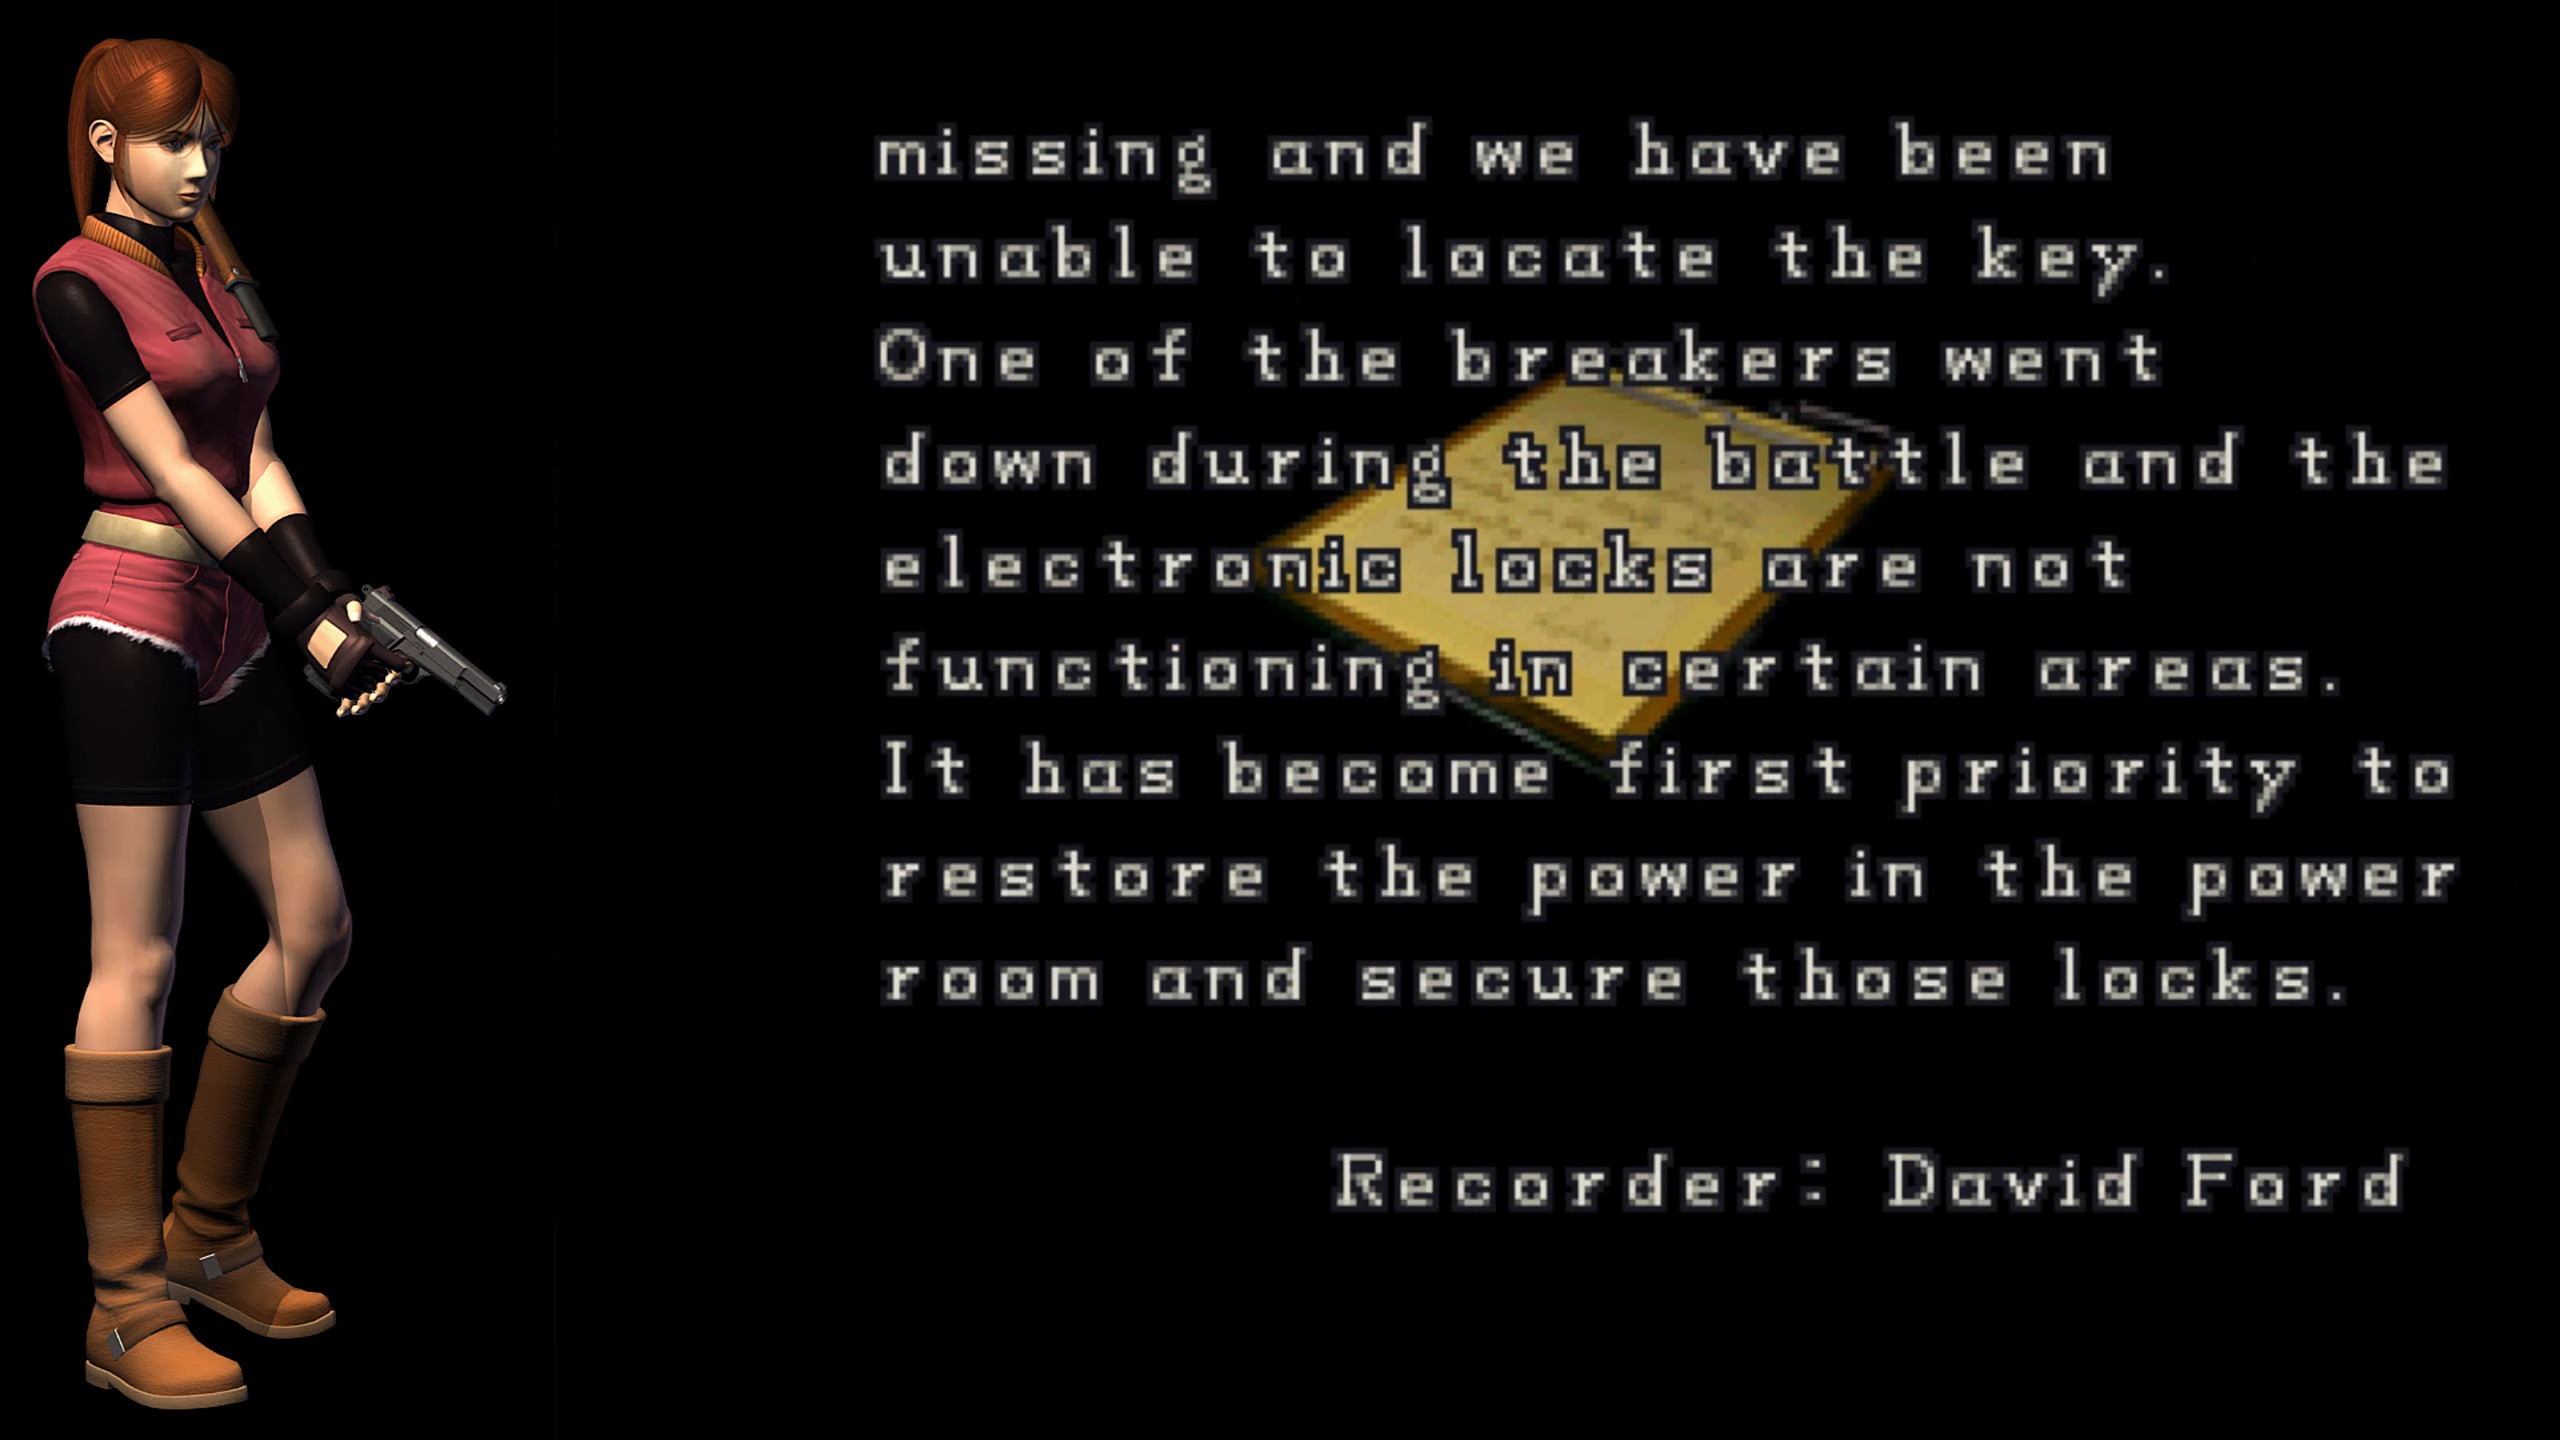 missing and we have been
unable to locate the key.
One of the breakers went
down during the battle and the
electronic locks are not
functioning in certain areas.
It has become first priority to
restore the power in the power
room and secure those locks.
Recorder: David Ford